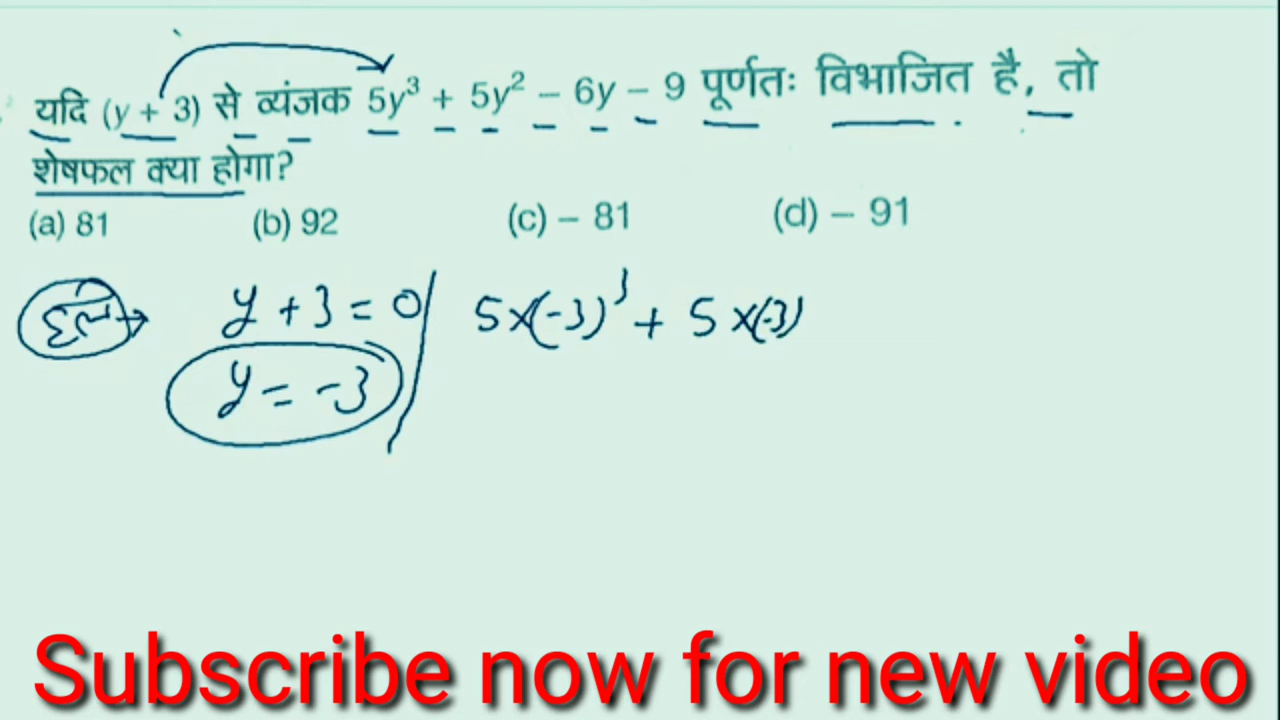 यदि (y + 3) से व्यंजक 5y³ + 5y² – 6y – 9 पूर्णतः विभाजित है, तो
शेषफल क्या होगा?
(a) 81 (b) 92 (c) – 81 (d) – 91
हल → y + 3 = 0 5×(-3)³ + 5×(-3)
y = -3
Subscribe now for new video